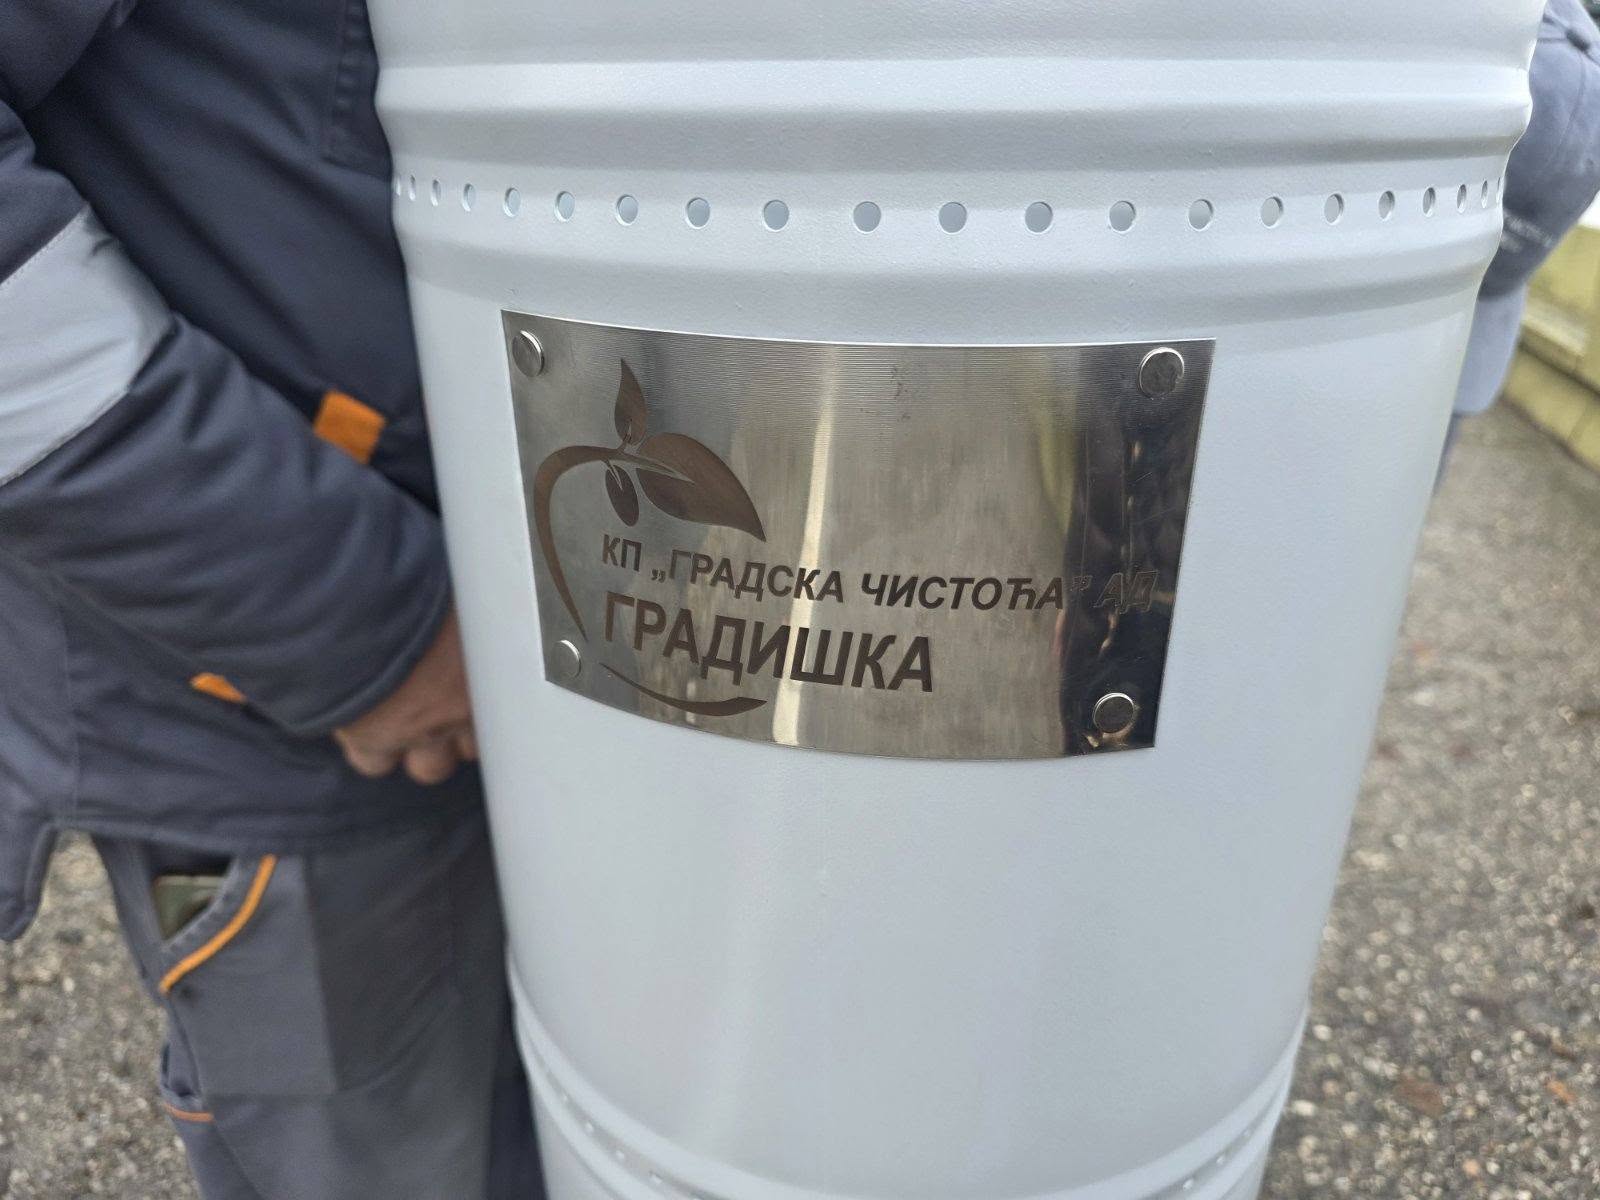 КП „ГРАДСКА ЧИСТОЋА” АД
ГРАДИШКА